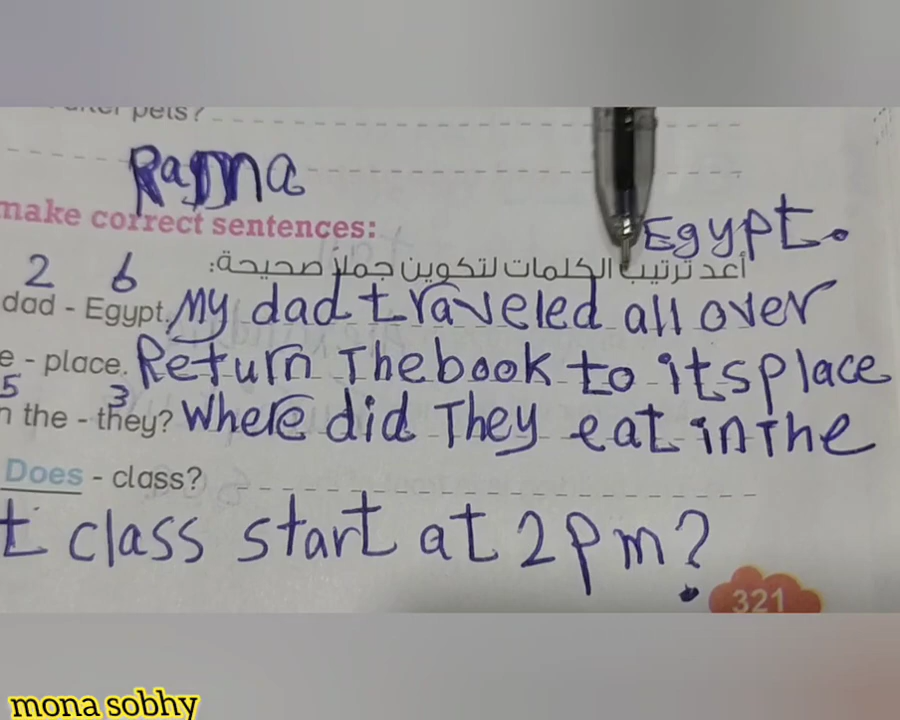 pets?
Rama
make correct sentences:
Egypt.
أعد ترتيب الكلمات لتكوين جملاً صحيحة:
2 6
dad - Egypt. My dad traveled all over
e - place. Return The book to its place
5 3
n the - they? Where did They eat in The
Does - class?
t class start at 2 pm?
321
mona sobhy